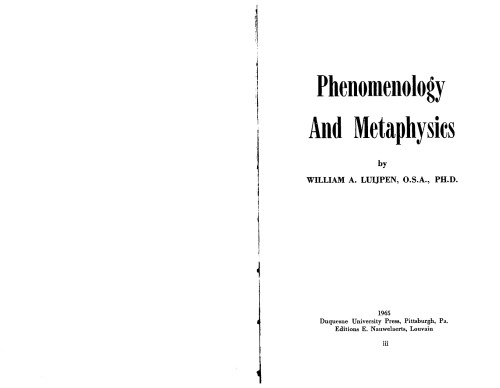 Phenomenology
And Metaphysics
by
WILLIAM A. LUIJPEN, O.S.A., PH.D.
1965
Duquesne University Press, Pittsburgh, Pa.
Editions E. Nauwelaerts, Louvain
iii